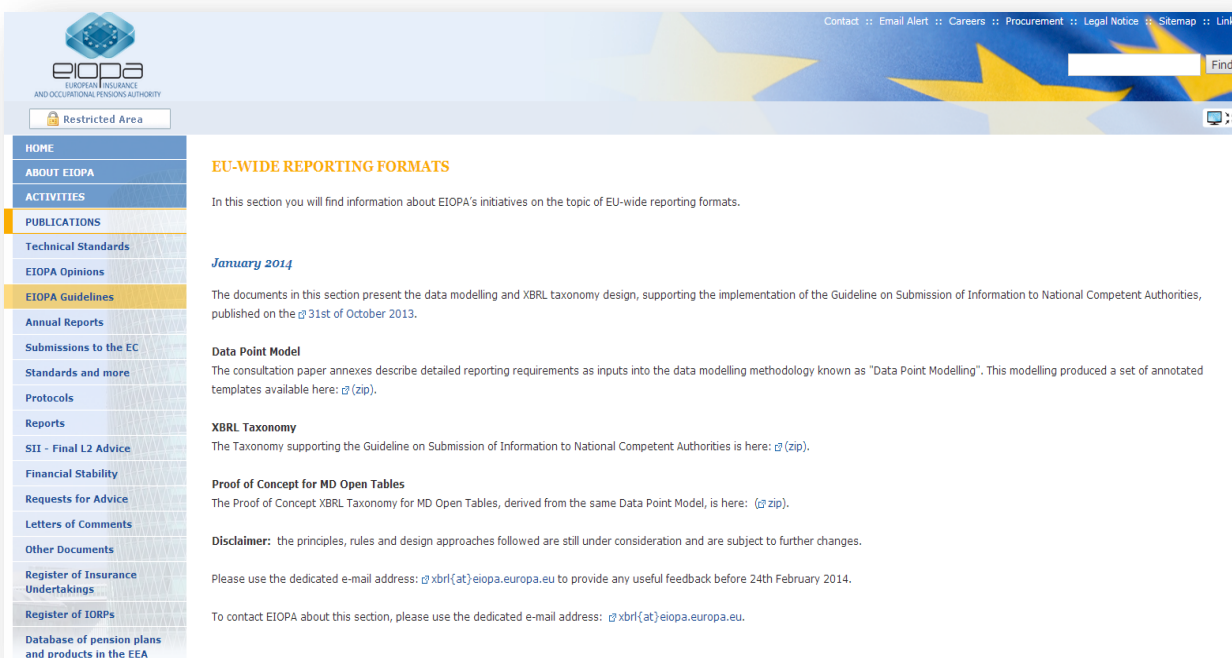 Contact :: Email Alert :: Careers :: Procurement :: Legal Notice :: Sitemap ::
eiopa
EUROPEAN INSURANCE
AND OCCUPATIONAL PENSIONS AUTHORITY
Find
Restricted Area
HOME
ABOUT EIOPA
ACTIVITIES
PUBLICATIONS
Technical Standards
EIOPA Opinions
EIOPA Guidelines
Annual Reports
Submissions to the EC
Standards and more
Protocols
Reports
SII - Final L2 Advice
Financial Stability
Requests for Advice
Letters of Comments
Other Documents
Register of Insurance
Undertakings
Register of IORPs
Database of pension plans
and products in the EEA
EU-WIDE REPORTING FORMATS
In this section you will find information about EIOPA's initiatives on the topic of EU-wide reporting formats.
January 2014
The documents in this section present the data modelling and XBRL taxonomy design, supporting the implementation of the Guideline on Submission of Information to National Competent Authorities,
published on the 31st of October 2013.
Data Point Model
The consultation paper annexes describe detailed reporting requirements as inputs into the data modelling methodology known as "Data Point Modelling". This modelling produced a set of annotated
templates available here: (zip).
XBRL Taxonomy
The Taxonomy supporting the Guideline on Submission of Information to National Competent Authorities is here: (zip).
Proof of Concept for MD Open Tables
The Proof of Concept XBRL Taxonomy for MD Open Tables, derived from the same Data Point Model, is here: (zip).
Disclaimer: the principles, rules and design approaches followed are still under consideration and are subject to further changes.
Please use the dedicated e-mail address: xbrl{at}eiopa.europa.eu to provide any useful feedback before 24th February 2014.
To contact EIOPA about this section, please use the dedicated e-mail address: xbrl{at}eiopa.europa.eu.